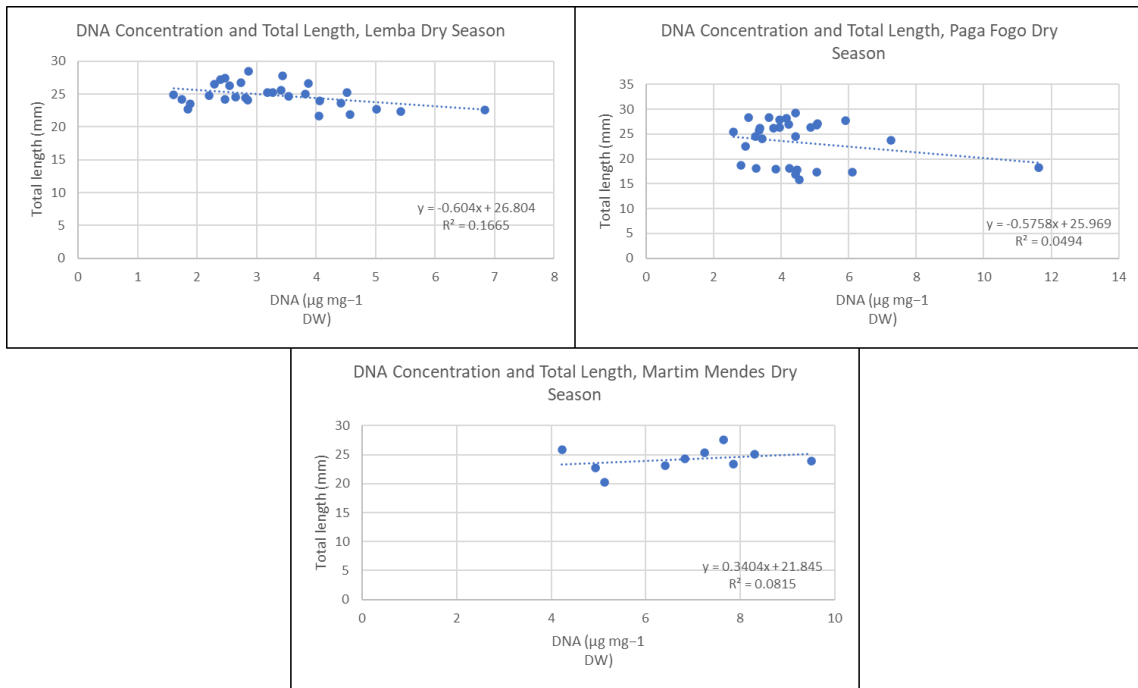 DNA Concentration and Total Length, Lemba Dry Season
30
25
20
15
10
5
0
Total length (mm)
y = -0.604x + 26.804
R² = 0.1665
0 1 2 3 4 5 6 7 8
DNA (µg mg−1
DW)
DNA Concentration and Total Length, Paga Fogo Dry
Season
35
30
25
20
15
10
5
0
Total length (mm)
y = -0.5758x + 25.969
R² = 0.0494
0 2 4 6 8 10 12 14
DNA (µg mg−1
DW)
DNA Concentration and Total Length, Martim Mendes Dry
Season
30
25
20
15
10
5
0
Total length (mm)
y = 0.3404x + 21.845
R² = 0.0815
0 2 4 6 8 10
DNA (µg mg−1
DW)